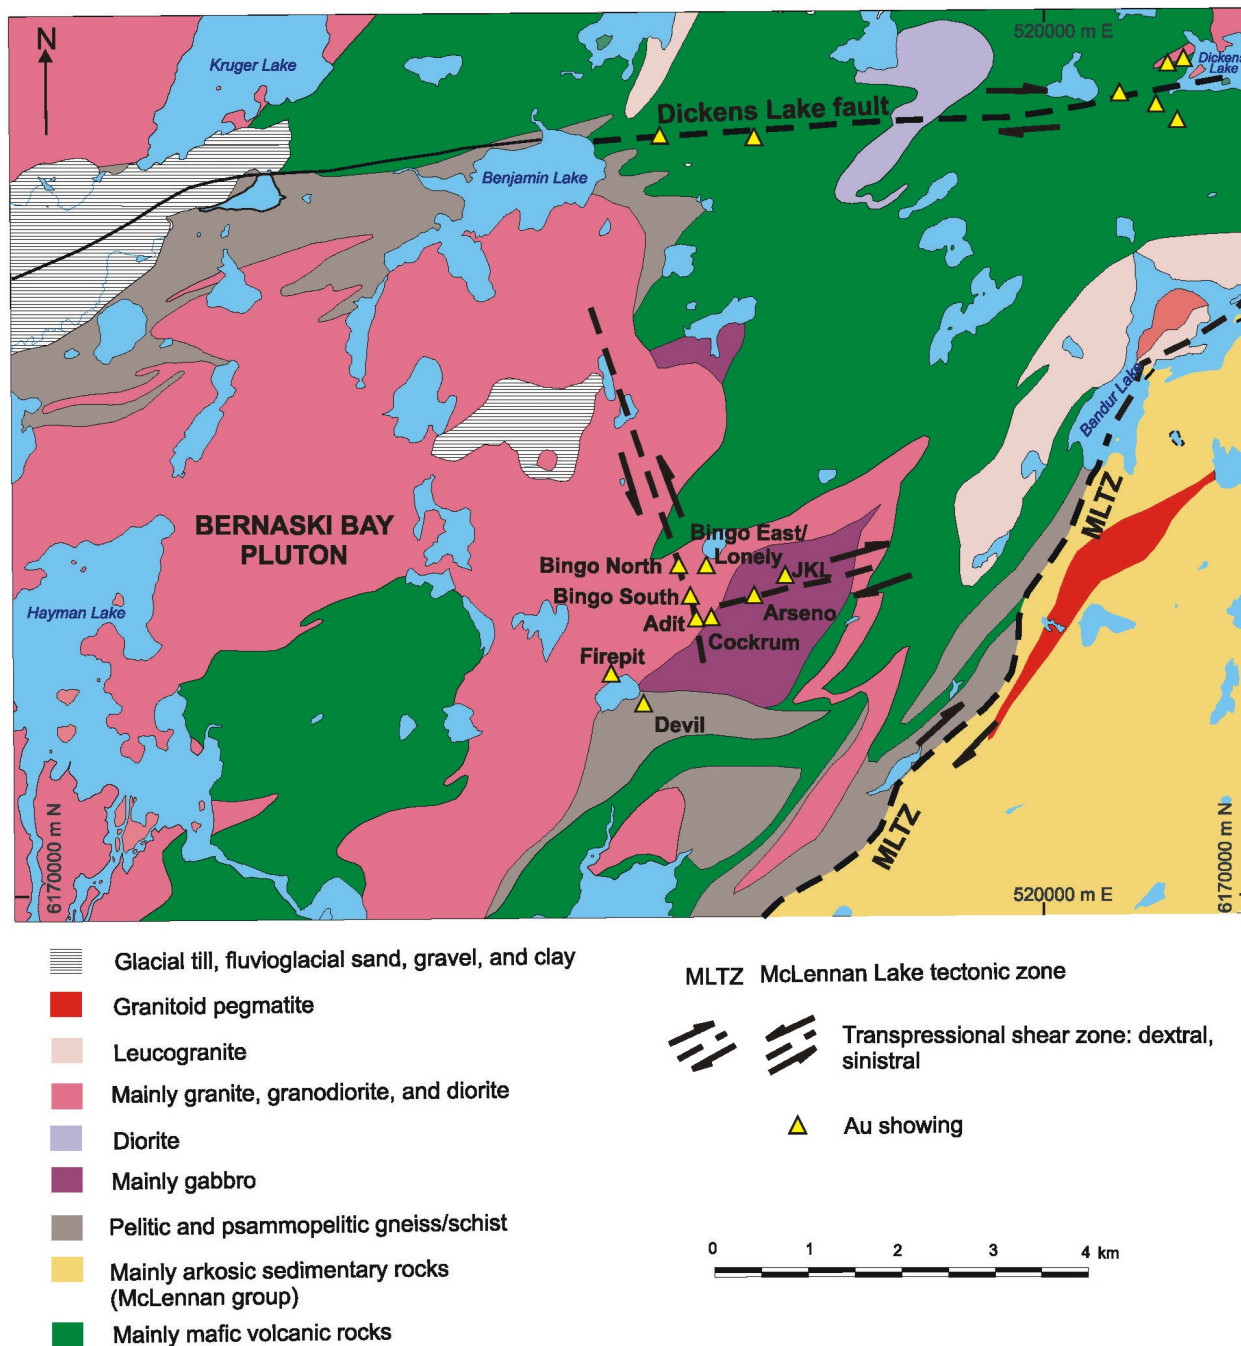 N
Kruger Lake
520000 m E
Dickens
Lake
Dickens Lake fault
Benjamin Lake
Bandur Lake
MLTZ
BERNASKI BAY
PLUTON
Bingo East/
Lonely
Bingo North
JKL
Bingo South
Arseno
Adit
Cockrum
Hayman Lake
Firepit
Devil
MLTZ
6170000 m N
520000 m E
6170000 m N
Glacial till, fluvioglacial sand, gravel, and clay
Granitoid pegmatite
Leucogranite
Mainly granite, granodiorite, and diorite
Diorite
Mainly gabbro
Pelitic and psammopelitic gneiss/schist
Mainly arkosic sedimentary rocks
(McLennan group)
Mainly mafic volcanic rocks
MLTZ McLennan Lake tectonic zone
Transpressional shear zone: dextral,
sinistral
Au showing
0 1 2 3 4 km